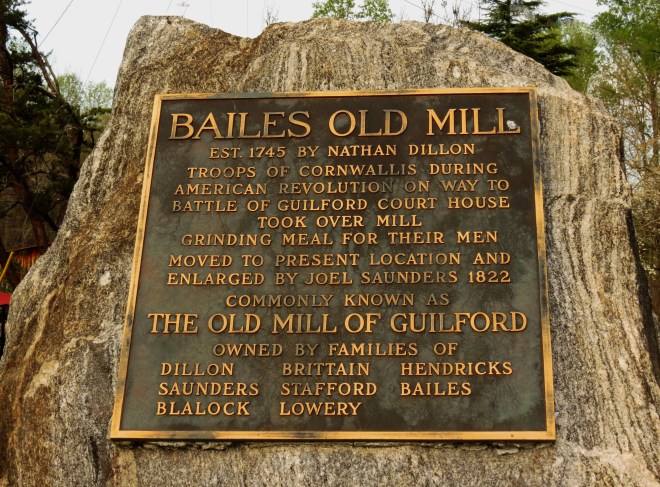 BAILES OLD MILL
EST. 1745 BY NATHAN DILLON
TROOPS OF CORNWALLIS DURING
AMERICAN REVOLUTION ON WAY TO
BATTLE OF GUILFORD COURT HOUSE
TOOK OVER MILL
GRINDING MEAL FOR THEIR MEN
MOVED TO PRESENT LOCATION AND
ENLARGED BY JOEL SAUNDERS 1822
COMMONLY KNOWN AS
THE OLD MILL OF GUILFORD
OWNED BY FAMILIES OF
DILLON BRITTAIN HENDRICKS
SAUNDERS STAFFORD BAILES
BLALOCK LOWERY